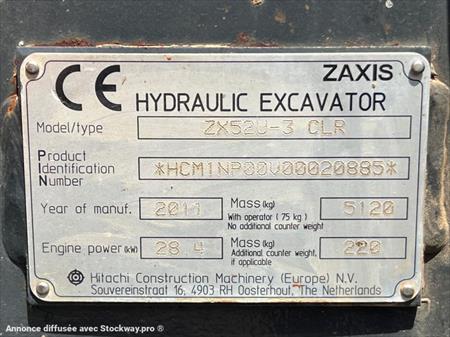 CE ZAXIS
HYDRAULIC EXCAVATOR
Model/type ZX52U-3 CLR
Product
Identification *HCM1NP00V00020885*
Number
Year of manuf. 2011 Mass(kg) 5120
With operator (75 kg)
No additional counter weight
Engine power(kW) 28.4 Mass(kg) 220
Additional counter weight,
if applicable
Hitachi Construction Machinery (Europe) N.V.
Souvereinstraat 16, 4903 RH Oosterhout, The Netherlands
Annonce diffusée avec Stockway.pro ®